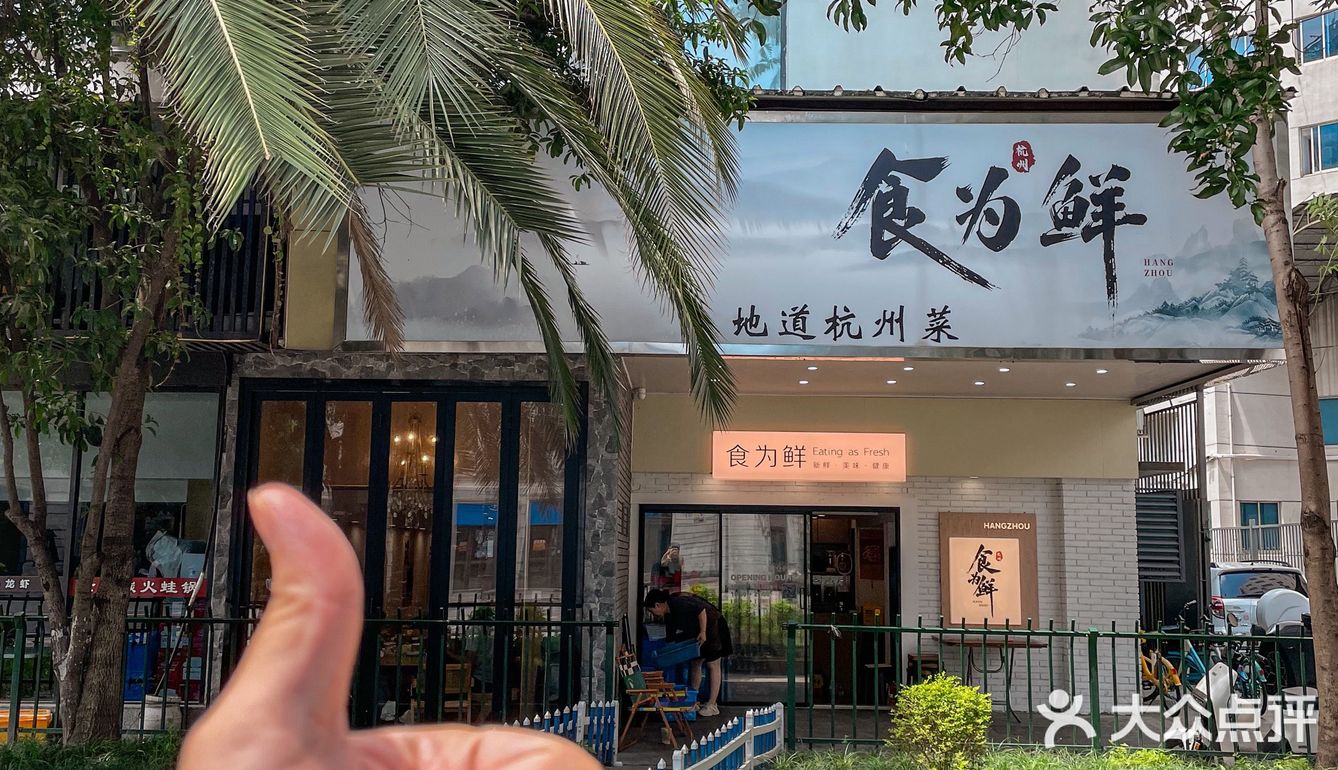 杭州
食为鲜
HANG
ZHOU
地道杭州菜
食为鲜
Eating as Fresh
新鲜·美味·健康
HANGZHOU
食为鲜
OPENING HOUR
龙虾
火蛙锅
大众点评